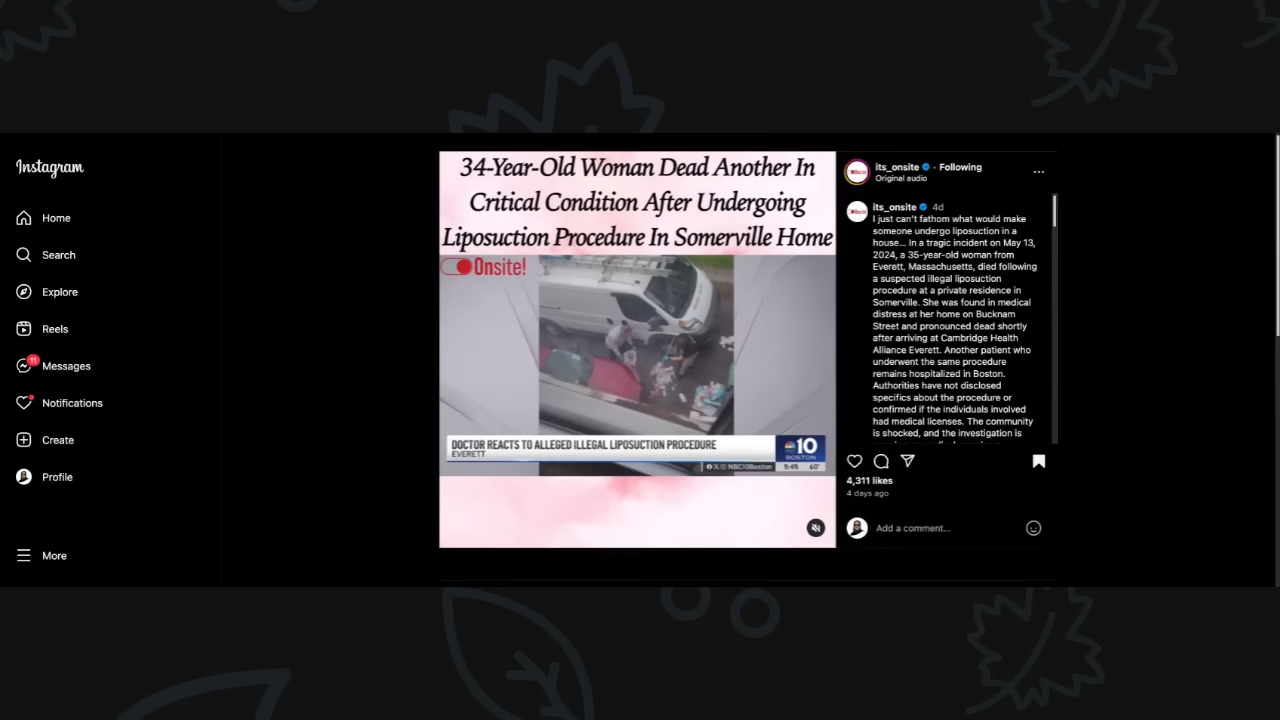 Instagram
Home
Search
Explore
Reels
11
Messages
Notifications
Create
Profile
More
34-Year-Old Woman Dead Another In
Critical Condition After Undergoing
Liposuction Procedure In Somerville Home
Onsite!
DOCTOR REACTS TO ALLEGED ILLEGAL LIPOSUCTION PROCEDURE
EVERETT
NBC10Boston
10
BOSTON
5:45 60°
its_onsite · Following
Original audio
its_onsite 4d
I just can't fathom what would make
someone undergo liposuction in a
house... In a tragic incident on May 13,
2024, a 35-year-old woman from
Everett, Massachusetts, died following
a suspected illegal liposuction
procedure at a private residence in
Somerville. She was found in medical
distress at her home on Bucknam
Street and pronounced dead shortly
after arriving at Cambridge Health
Alliance Everett. Another patient who
underwent the same procedure
remains hospitalized in Boston.
Authorities have not disclosed
specifics about the procedure or
confirmed if the individuals involved
had medical licenses. The community
is shocked, and the investigation is
4,311 likes
4 days ago
Add a comment...